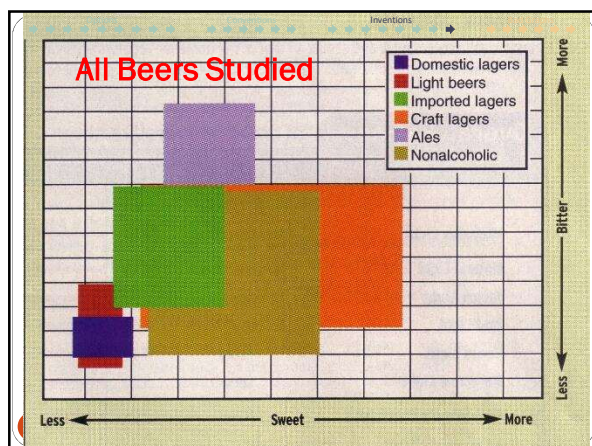 Inventions
All Beers Studied
Domestic lagers
Light beers
Imported lagers
Craft lagers
Ales
Nonalcoholic
More
Bitter
Less
Less
Sweet
More